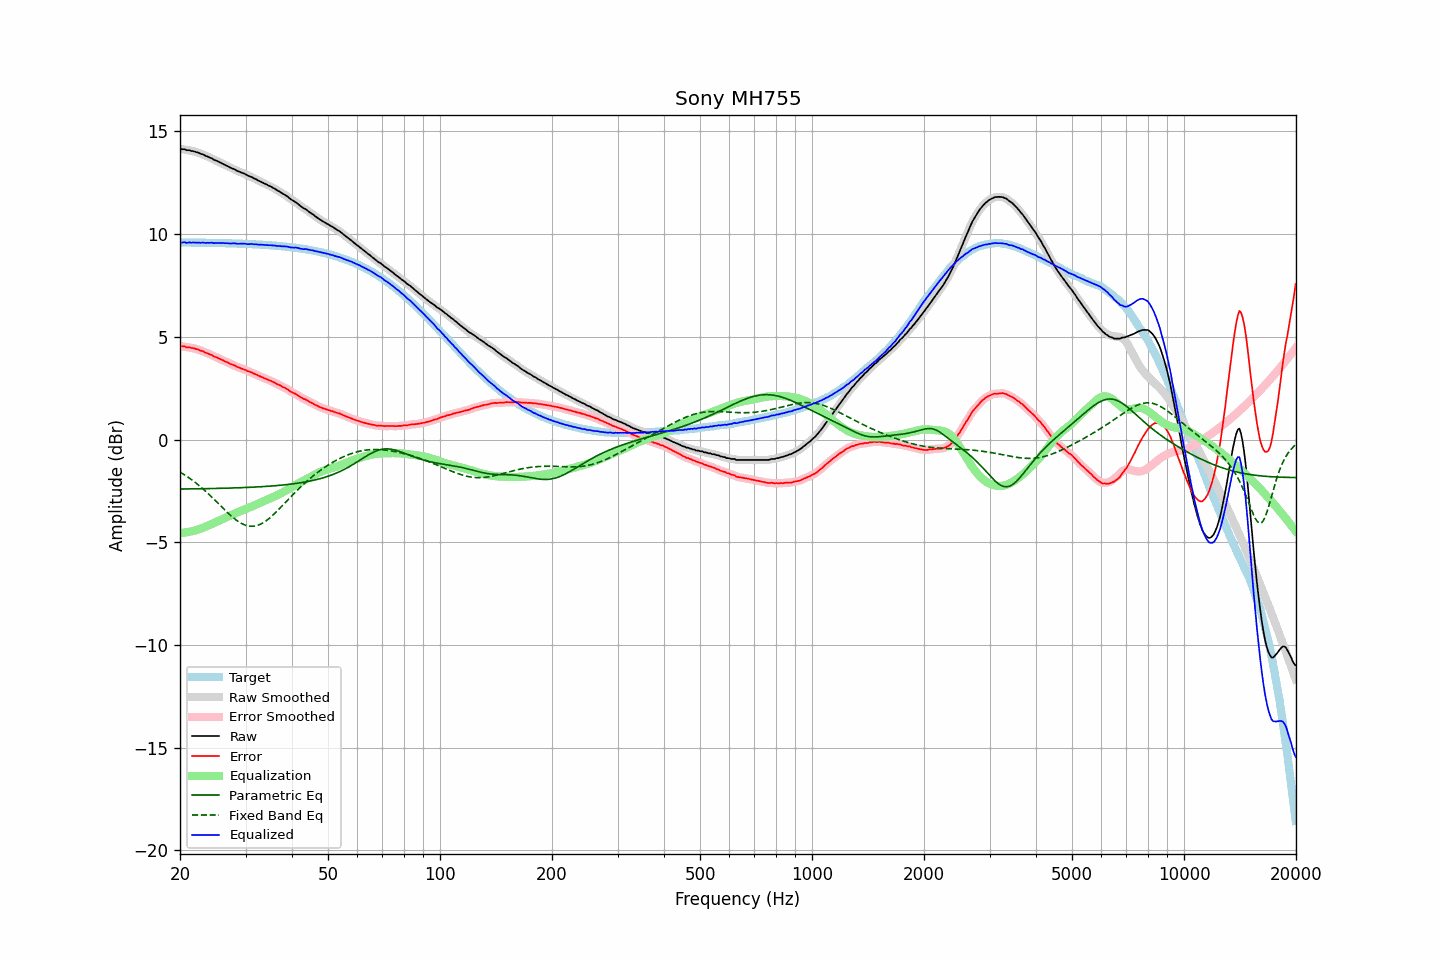 Sony MH755
Amplitude (dBr)
15
10
5
0
−5
−10
−15
−20
Target
Raw Smoothed
Error Smoothed
Raw
Error
Equalization
Parametric Eq
Fixed Band Eq
Equalized
20 50 100 200 500 1000 2000 5000 10000 20000
Frequency (Hz)